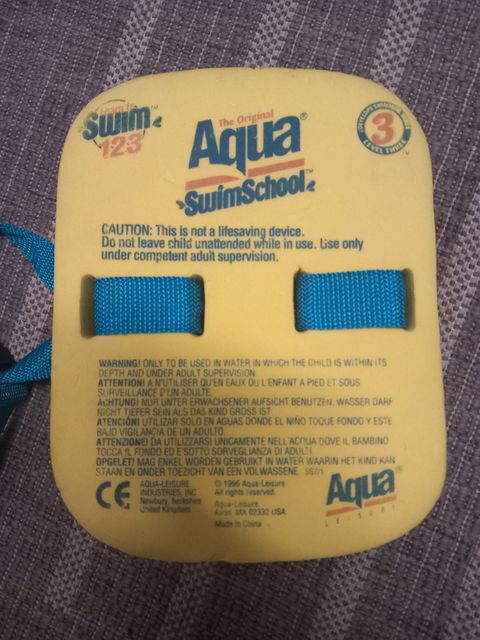 Learn to
Swim™
123
The Original
Aqua®
SwimSchool™
3
LEVEL THREE
CAUTION: This is not a lifesaving device.
Do not leave child unattended while in use. Use only
under competent adult supervision.
WARNING! ONLY TO BE USED IN WATER IN WHICH THE CHILD IS WITHIN ITS
DEPTH AND UNDER ADULT SUPERVISION
ATTENTION! A N'UTILISER QU'EN EAUX OU L'ENFANT A PIED ET SOUS
SURVEILLANCE D'UN ADULTE.
ACHTUNG! NUR UNTER ERWACHSENER AUFSICHT BENUTZEN. WASSER DARF
NICHT TIEFER SEIN ALS DAS KIND GROSS IST
ATENCIÓN! UTILIZAR SOLO EN AGUAS DONDE EL NIÑO TOQUE FONDO Y ESTE
BAJO VIGILANCIA DE UN ADULTO.
ATTENZIONE! DA UTILIZZARSI UNICAMENTE NELL'ACQUA DOVE IL BAMBINO
TOCCA IL FONDO ED E'SOTTO SORVEGLIANZA DI ADULTI.
OPGELET! MAG ENKEL WORDEN GEBRUIKT IN WATER WAARIN HET KIND KAN
STAAN EN ONDER TOEZICHT VAN EEN VOLWASSENE.
CE
AQUA-LEISURE
INDUSTRIES, INC
Newbury, Berkshire
United Kingdom
© 1996 Aqua-Leisure
All rights reserved.
Aqua-Leisure
Avon, MA 02332 USA
Made in China
Aqua®
LEISURE